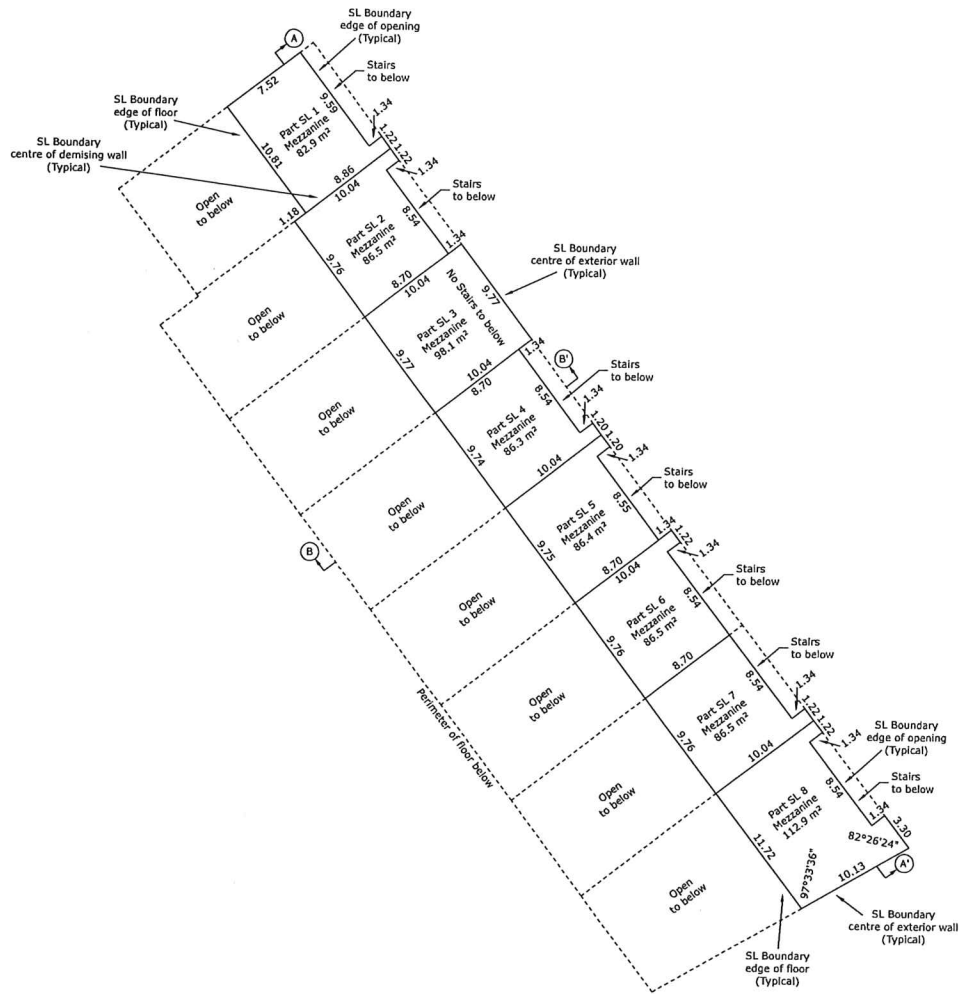 SL Boundary
edge of opening
(Typical)
A
Stairs
to below
7.52
SL Boundary
edge of floor
(Typical)
9.59
1.34
Part SL 1
Mezzanine
82.9 m²
SL Boundary
centre of demising wall
(Typical)
10.81
1.22
1.22
1.34
8.86
10.04
Open
to below
1.18
Stairs
to below
8.54
Part SL 2
Mezzanine
86.5 m²
1.34
9.76
SL Boundary
centre of exterior wall
(Typical)
8.70
10.04
Open
to below
No Stairs to below
9.77
Part SL 3
Mezzanine
98.1 m²
9.77
1.34
B'
10.04
8.70
Stairs
to below
Open
to below
8.54
1.34
Part SL 4
Mezzanine
86.3 m²
1.20
1.20
1.34
9.74
10.04
Stairs
to below
Open
to below
8.55
Part SL 5
Mezzanine
86.4 m²
1.34
1.22
1.34
9.75
B
8.70
10.04
Stairs
to below
Open
to below
8.54
Part SL 6
Mezzanine
86.5 m²
9.76
8.70
Stairs
to below
8.54
1.34
Open
to below
Perimeter of floor below
Part SL 7
Mezzanine
86.5 m²
1.22
1.22
1.34
9.76
10.04
SL Boundary
edge of opening
(Typical)
Stairs
to below
8.54
Open
to below
Part SL 8
Mezzanine
112.9 m²
1.34
3.30
82°26'24"
11.72
97°33'36"
10.13
A'
Open
to below
SL Boundary
centre of exterior wall
(Typical)
SL Boundary
edge of floor
(Typical)